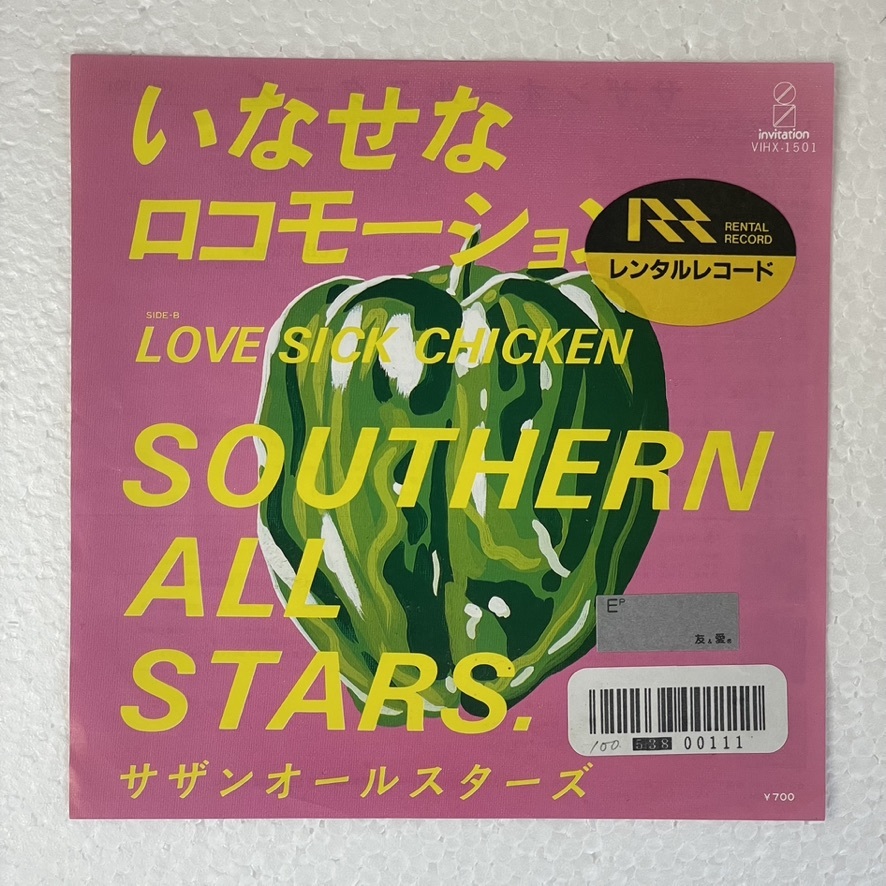 いなせな
invitation
VIHX-1501
ロコモーション
RENTAL
RECORD
レンタルレコード
SIDE-B
LOVE SICK CHICKEN
SOUTHERN
ALL
STARS.
EP
友&愛®
100 538 00111
サザンオールスターズ
¥700